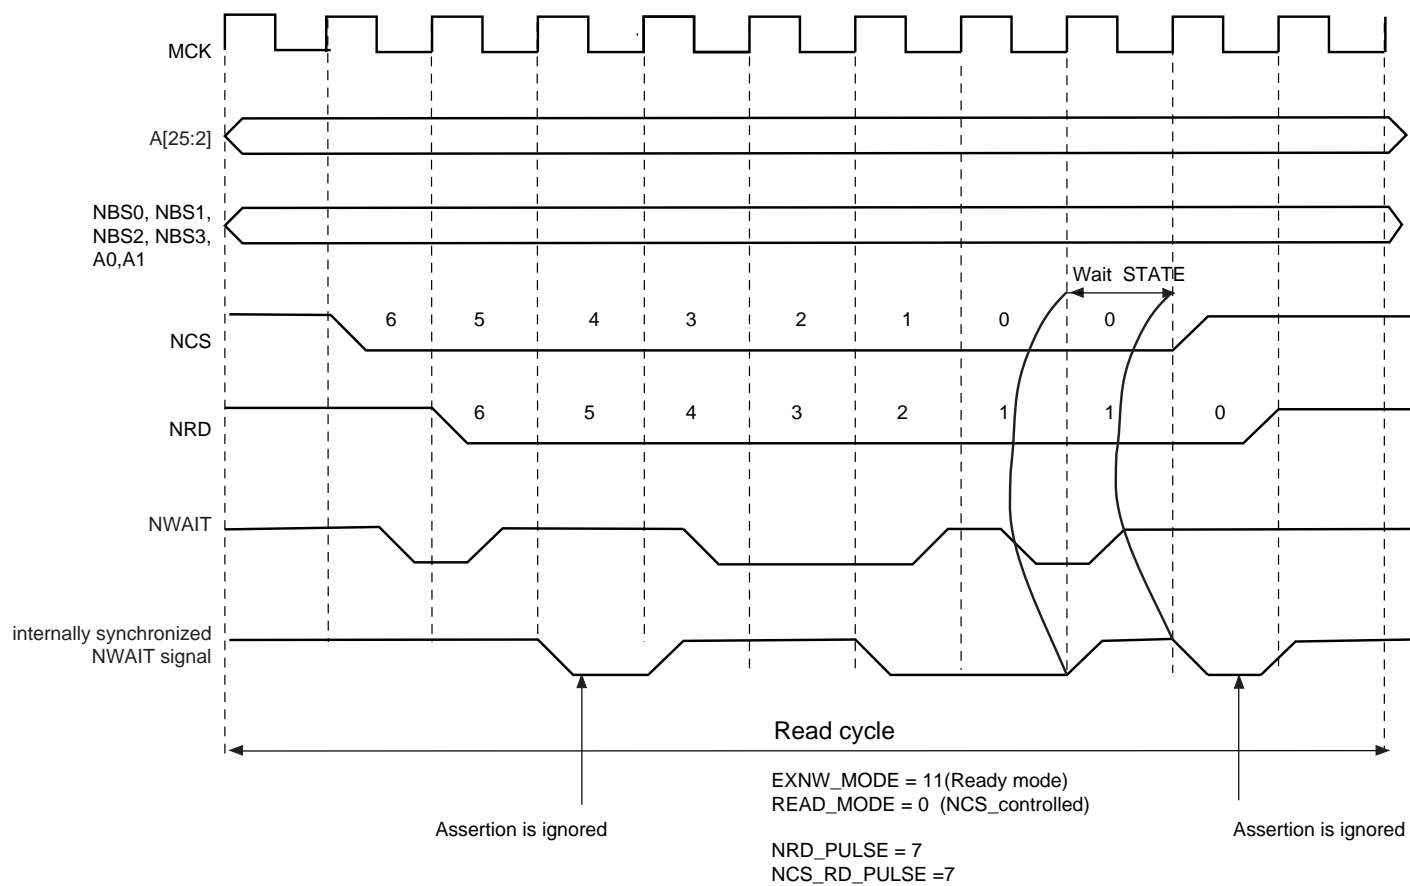 MCK
A[25:2]
NBS0, NBS1,
NBS2, NBS3,
A0,A1
Wait STATE
NCS
6 5 4 3 2 1 0 0
NRD
6 5 4 3 2 1 1 0
NWAIT
internally synchronized
NWAIT signal
Read cycle
EXNW_MODE = 11(Ready mode)
READ_MODE = 0 (NCS_controlled)
Assertion is ignored
Assertion is ignored
NRD_PULSE = 7
NCS_RD_PULSE =7